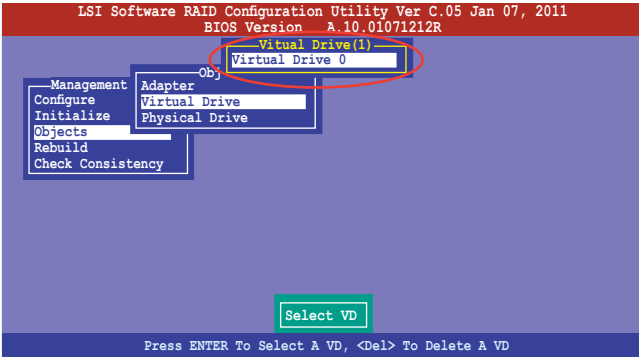 LSI Software RAID Configuration Utility Ver C.05 Jan 07, 2011
BIOS Version A.10.01071212R
Vitual Drive(1)
Virtual Drive 0
Obj
Adapter
Virtual Drive
Physical Drive
Management
Configure
Initialize
Objects
Rebuild
Check Consistency
Select VD
Press ENTER To Select A VD, <Del> To Delete A VD